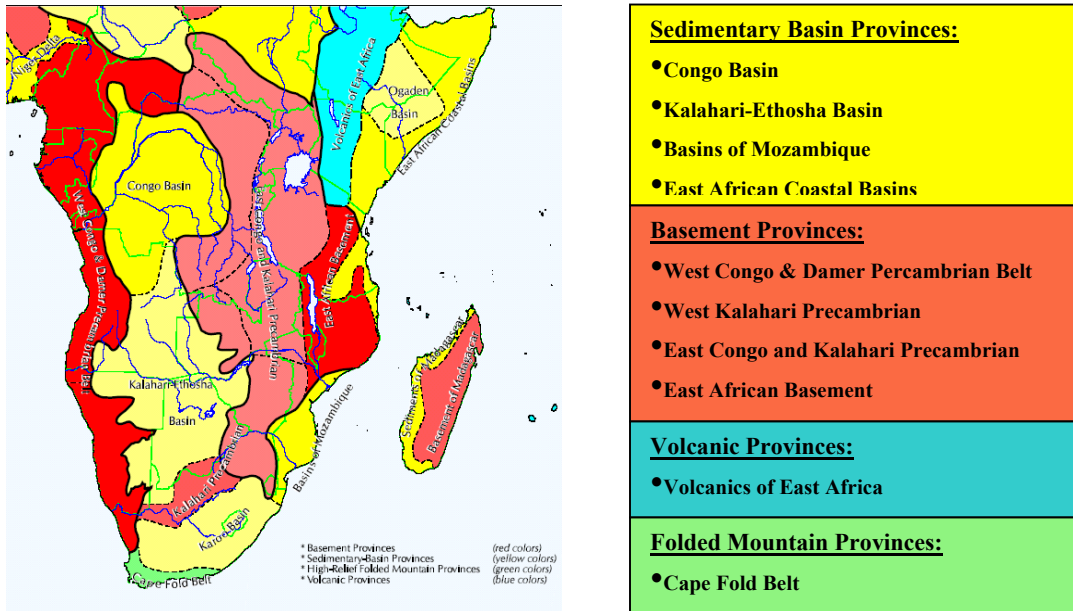 Niger Delta
Ogaden
Basin
Volcanics of East Africa
East African Coastal Basins
Congo Basin
West Congo & Damer Precambrian Belt
East Congo and Kalahari Precambrian
East African Basement
Kalahari-Ethosha
Basin
Kalahari Precambrian
Basins of Mozambique
Sediments of Madagascar
Basement of Madagascar
Karoo Basin
Cape Fold Belt
* Basement Provinces (red colors)
* Sedimentary-Basin Provinces (yellow colors)
* High-Relief Folded Mountain Provinces (green colors)
* Volcanic Provinces (blue colors)
Sedimentary Basin Provinces:
•Congo Basin
•Kalahari-Ethosha Basin
•Basins of Mozambique
•East African Coastal Basins
Basement Provinces:
•West Congo & Damer Percambrian Belt
•West Kalahari Precambrian
•East Congo and Kalahari Precambrian
•East African Basement
Volcanic Provinces:
•Volcanics of East Africa
Folded Mountain Provinces:
•Cape Fold Belt